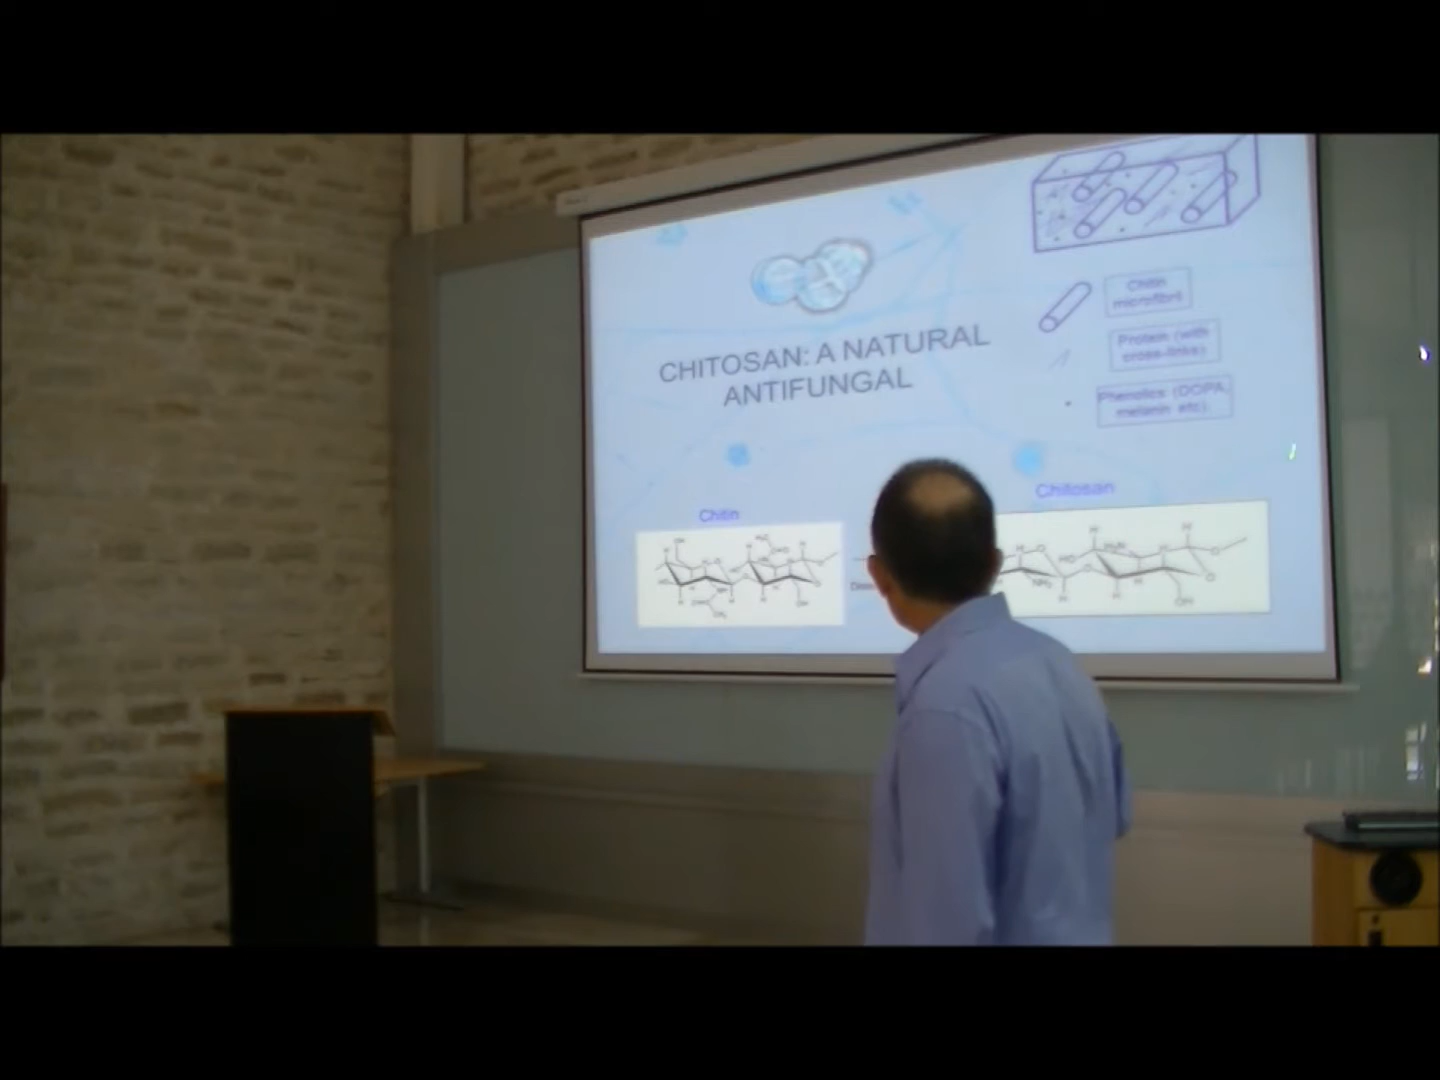 CHITOSAN: A NATURAL
ANTIFUNGAL
Chitin
microfibril
Protein (with
cross-links)
Phenolics (DOPA,
melanin etc).
Chitin
Chitosan